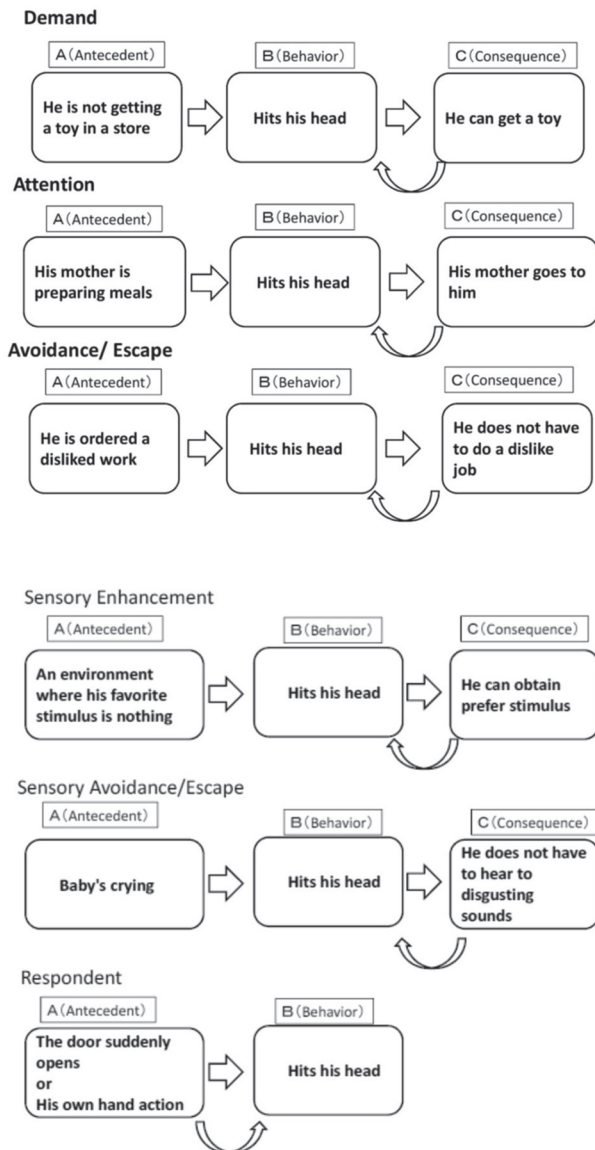 Demand
A(Antecedent)
B(Behavior)
C(Consequence)
He is not getting
a toy in a store
Hits his head
He can get a toy
Attention
A(Antecedent)
B(Behavior)
C(Consequence)
His mother is
preparing meals
Hits his head
His mother goes to
him
Avoidance/ Escape
A(Antecedent)
B(Behavior)
C(Consequence)
He is ordered a
disliked work
Hits his head
He does not have
to do a dislike
job
Sensory Enhancement
A(Antecedent)
B(Behavior)
C(Consequence)
An environment
where his favorite
stimulus is nothing
Hits his head
He can obtain
prefer stimulus
Sensory Avoidance/Escape
A(Antecedent)
B(Behavior)
C(Consequence)
Baby's crying
Hits his head
He does not have
to hear to
disgusting
sounds
Respondent
A(Antecedent)
B(Behavior)
The door suddenly
opens
or
His own hand action
Hits his head